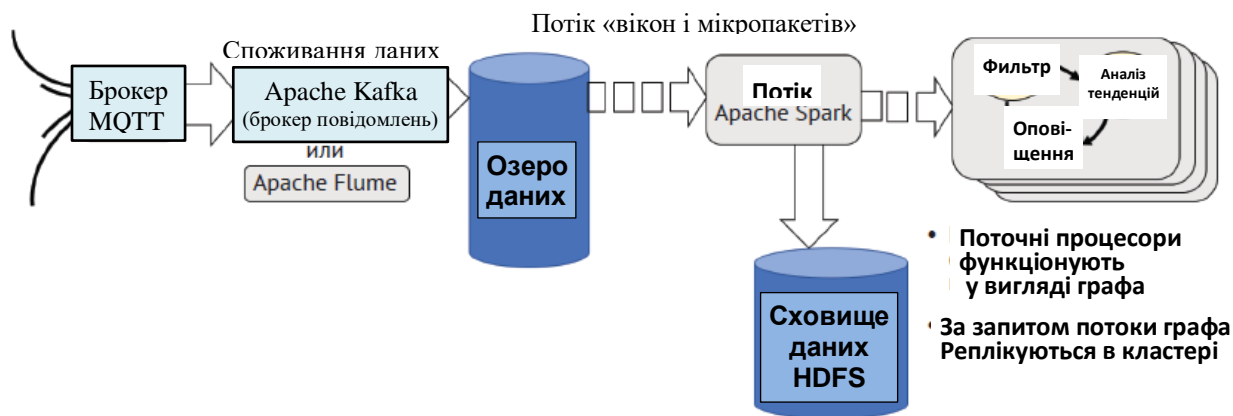 Потік «вікон і мікропакетів»
Споживання даних
Брокер
MQTT
Apache Kafka
(брокер повідомлень)
или
Apache Flume
Озеро
даних
Потік
Apache Spark
Фильтр
Аналіз
тенденцій
Опові-
щення
Сховище
даних
HDFS
• Поточні процесори
функціонують
у вигляді графа
• За запитом потоки графа
Реплікуються в кластері